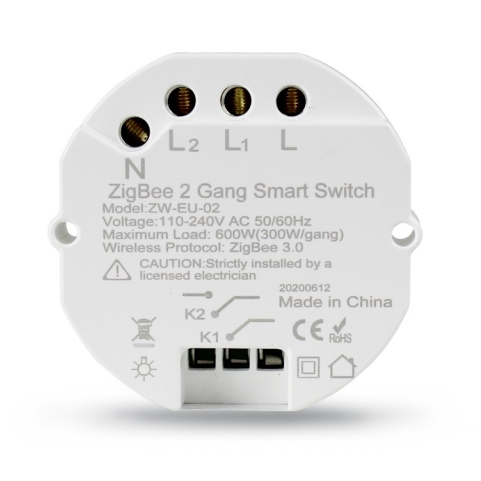 N L2 L1 L
ZigBee 2 Gang Smart Switch
Model:ZW-EU-02
Voltage:110-240V AC 50/60Hz
Maximum Load: 600W(300W/gang)
Wireless Protocol: ZigBee 3.0
CAUTION:Strictly installed by a
licensed electrician
20200612
Made in China
K2
K1
CE
RoHS